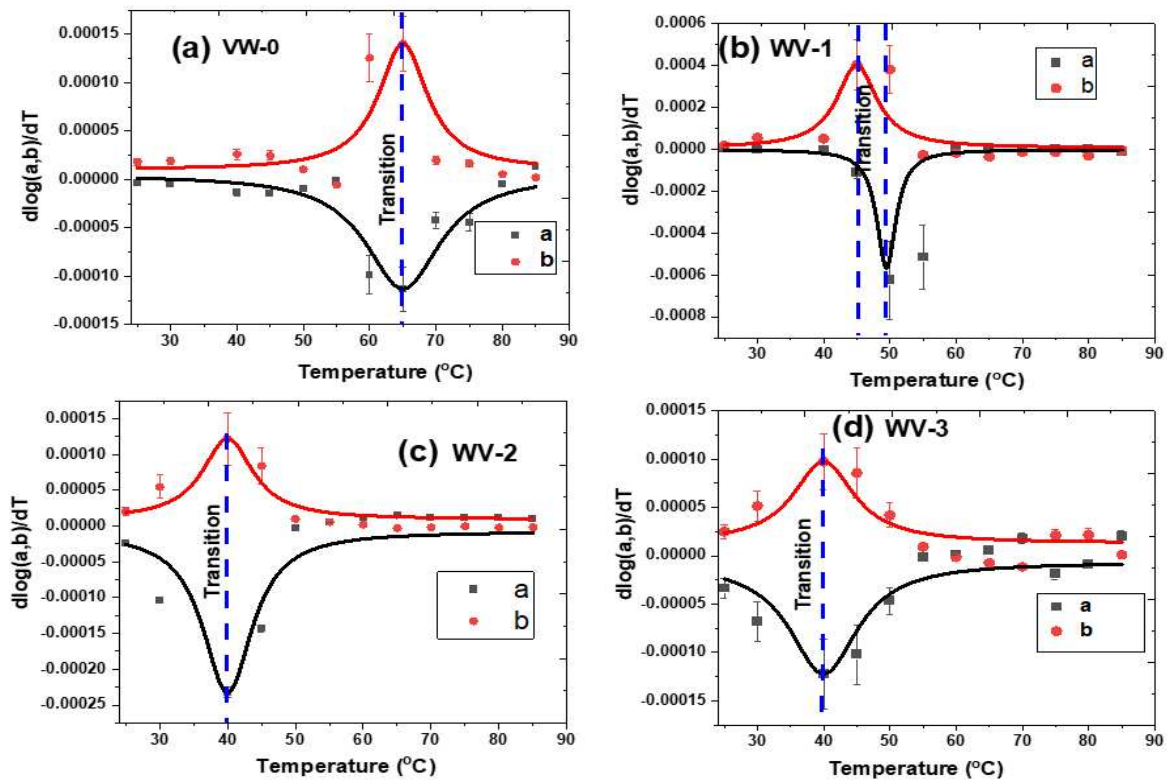 (a) VW-0
dlog(a,b)/dT
0.00015
0.00010
0.00005
0.00000
-0.00005
-0.00010
-0.00015
Transition
a
b
30 40 50 60 70 80 90
Temperature (°C)
(b) WV-1
dlog(a,b)/dT
0.0006
0.0004
0.0002
0.0000
-0.0002
-0.0004
-0.0006
-0.0008
Transition
a
b
30 40 50 60 70 80 90
Temperature (°C)
(c) WV-2
dlog(a,b)/dT
0.00015
0.00010
0.00005
0.00000
-0.00005
-0.00010
-0.00015
-0.00020
-0.00025
Transition
a
b
30 40 50 60 70 80 90
Temperature (°C)
(d) WV-3
dlog(a,b)/dT
0.00015
0.00010
0.00005
0.00000
-0.00005
-0.00010
-0.00015
Transition
a
b
30 40 50 60 70 80 90
Temperature (°C)